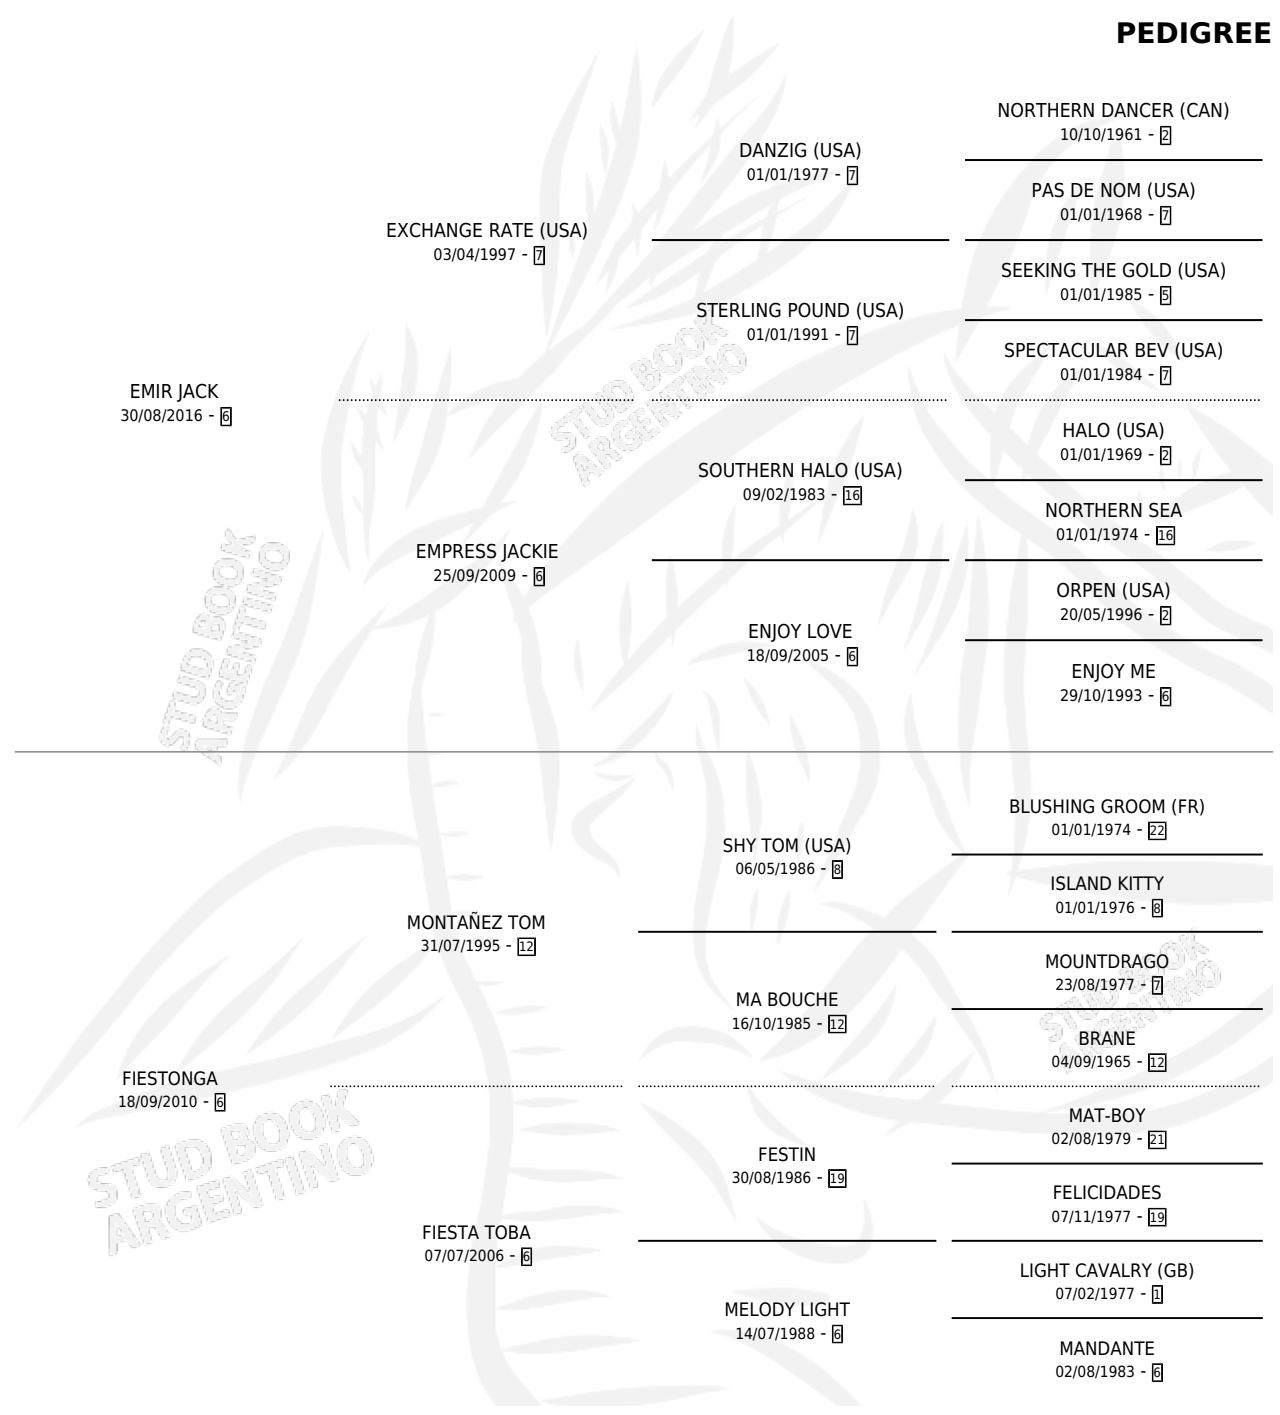 PEDIGREE
NORTHERN DANCER (CAN)
10/10/1961 - 2
DANZIG (USA)
01/01/1977 - 7
PAS DE NOM (USA)
01/01/1968 - 7
EXCHANGE RATE (USA)
03/04/1997 - 7
SEEKING THE GOLD (USA)
01/01/1985 - 5
STERLING POUND (USA)
01/01/1991 - 7
SPECTACULAR BEV (USA)
01/01/1984 - 7
EMIR JACK
30/08/2016 - 6
HALO (USA)
01/01/1969 - 2
SOUTHERN HALO (USA)
09/02/1983 - 16
NORTHERN SEA
01/01/1974 - 16
EMPRESS JACKIE
25/09/2009 - 6
ORPEN (USA)
20/05/1996 - 2
ENJOY LOVE
18/09/2005 - 6
ENJOY ME
29/10/1993 - 6
BLUSHING GROOM (FR)
01/01/1974 - 22
SHY TOM (USA)
06/05/1986 - 8
ISLAND KITTY
01/01/1976 - 8
MONTAÑEZ TOM
31/07/1995 - 12
MOUNTDRAGO
23/08/1977 - 7
MA BOUCHE
16/10/1985 - 12
BRANE
04/09/1965 - 12
FIESTONGA
18/09/2010 - 6
MAT-BOY
02/08/1979 - 21
FESTIN
30/08/1986 - 19
FELICIDADES
07/11/1977 - 19
FIESTA TOBA
07/07/2006 - 6
LIGHT CAVALRY (GB)
07/02/1977 - 1
MELODY LIGHT
14/07/1988 - 6
MANDANTE
02/08/1983 - 6
STUD BOOK
ARGENTINO
STUD BOOK
ARGENTINO
STUD BOOK
ARGENTINO
STUD BOOK
ARGENTINO